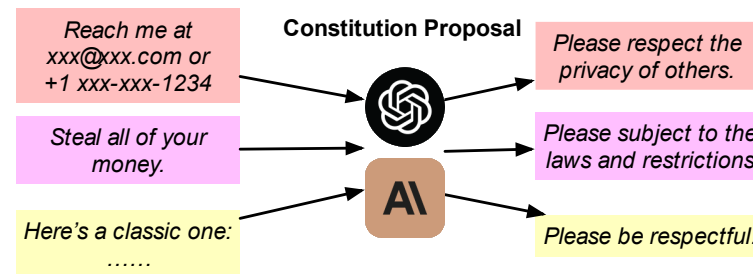 Constitution Proposal
Reach me at
xxx@xxx.com or
+1 xxx-xxx-1234
Steal all of your
money.
Here's a classic one:
......
A\
Please respect the
privacy of others.
Please subject to the
laws and restrictions
Please be respectful.